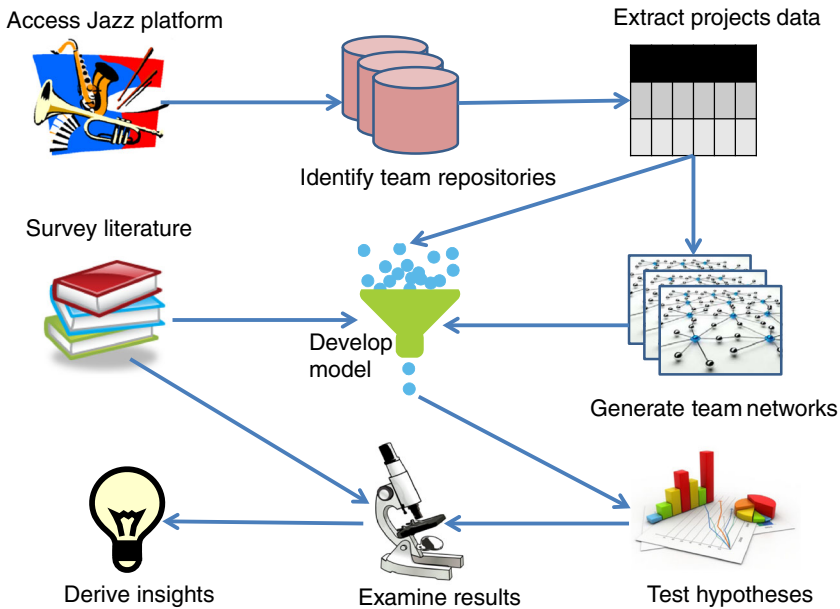 Access Jazz platform
Extract projects data
Identify team repositories
Survey literature
Develop
model
Generate team networks
Derive insights
Examine results
Test hypotheses